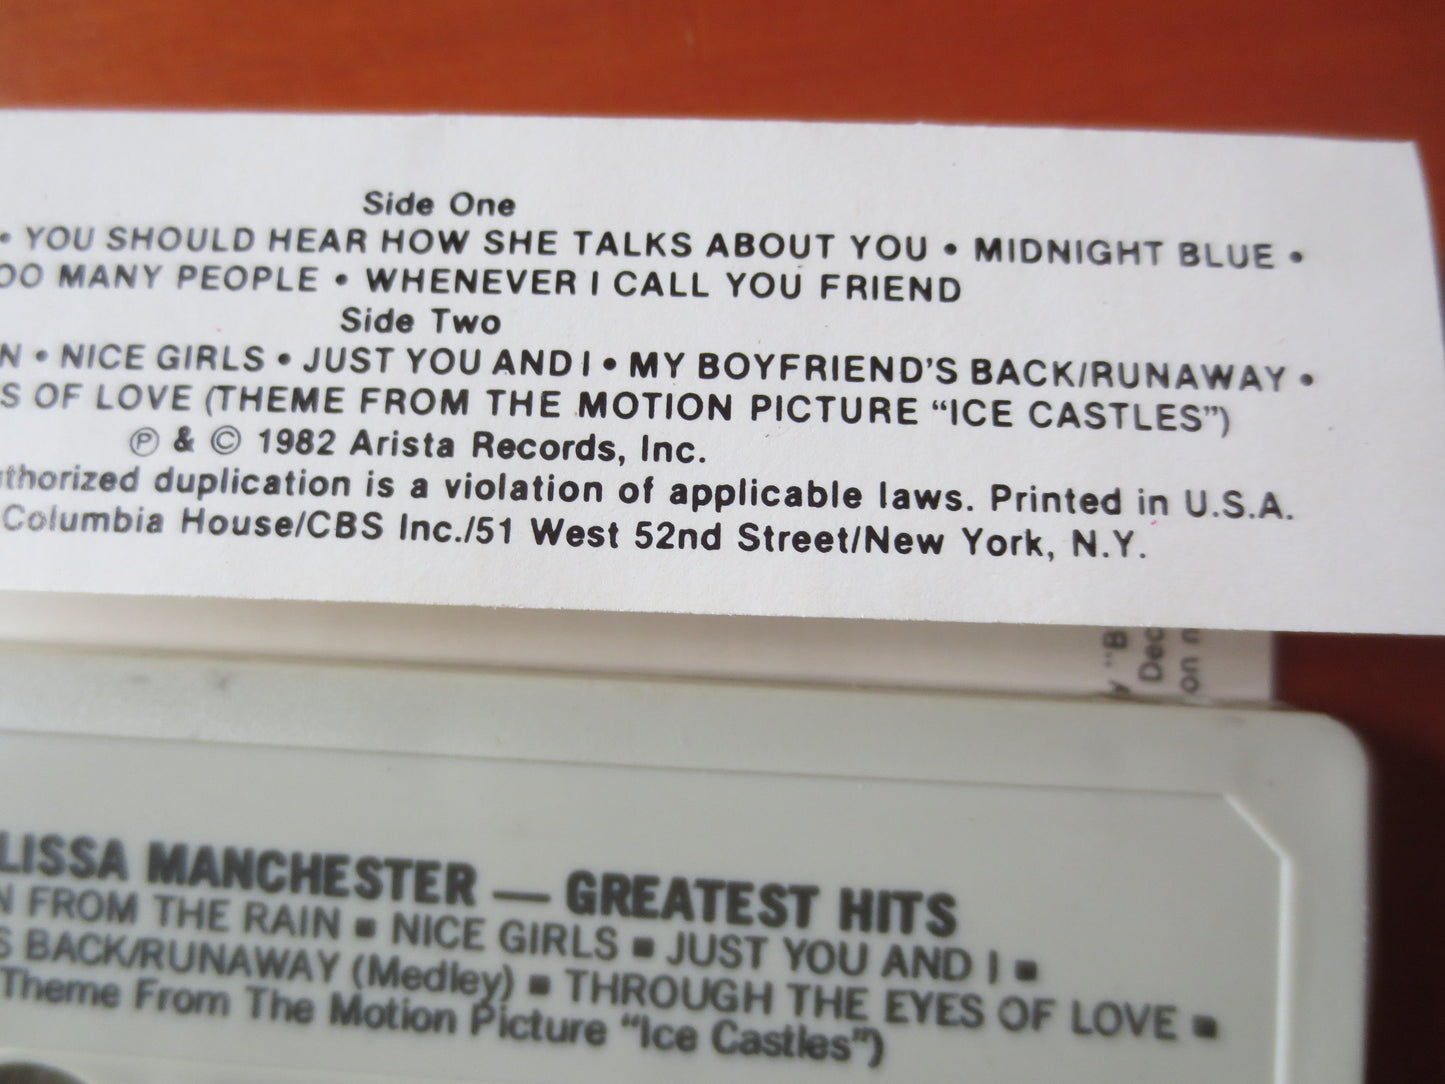 Side One
• YOU SHOULD HEAR HOW SHE TALKS ABOUT YOU • MIDNIGHT BLUE •
OO MANY PEOPLE • WHENEVER I CALL YOU FRIEND
Side Two
N • NICE GIRLS • JUST YOU AND I • MY BOYFRIEND'S BACK/RUNAWAY •
S OF LOVE (THEME FROM THE MOTION PICTURE “ICE CASTLES”)
℗ & © 1982 Arista Records, Inc.
thorized duplication is a violation of applicable laws. Printed in U.S.A.
Columbia House/CBS Inc./51 West 52nd Street/New York, N.Y.
y "B
Dec
on n
LISSA MANCHESTER — GREATEST HITS
N FROM THE RAIN ■ NICE GIRLS ■ JUST YOU AND I ■
S BACK/RUNAWAY (Medley) ■ THROUGH THE EYES OF LOVE ■
Theme From The Motion Picture “Ice Castles”)